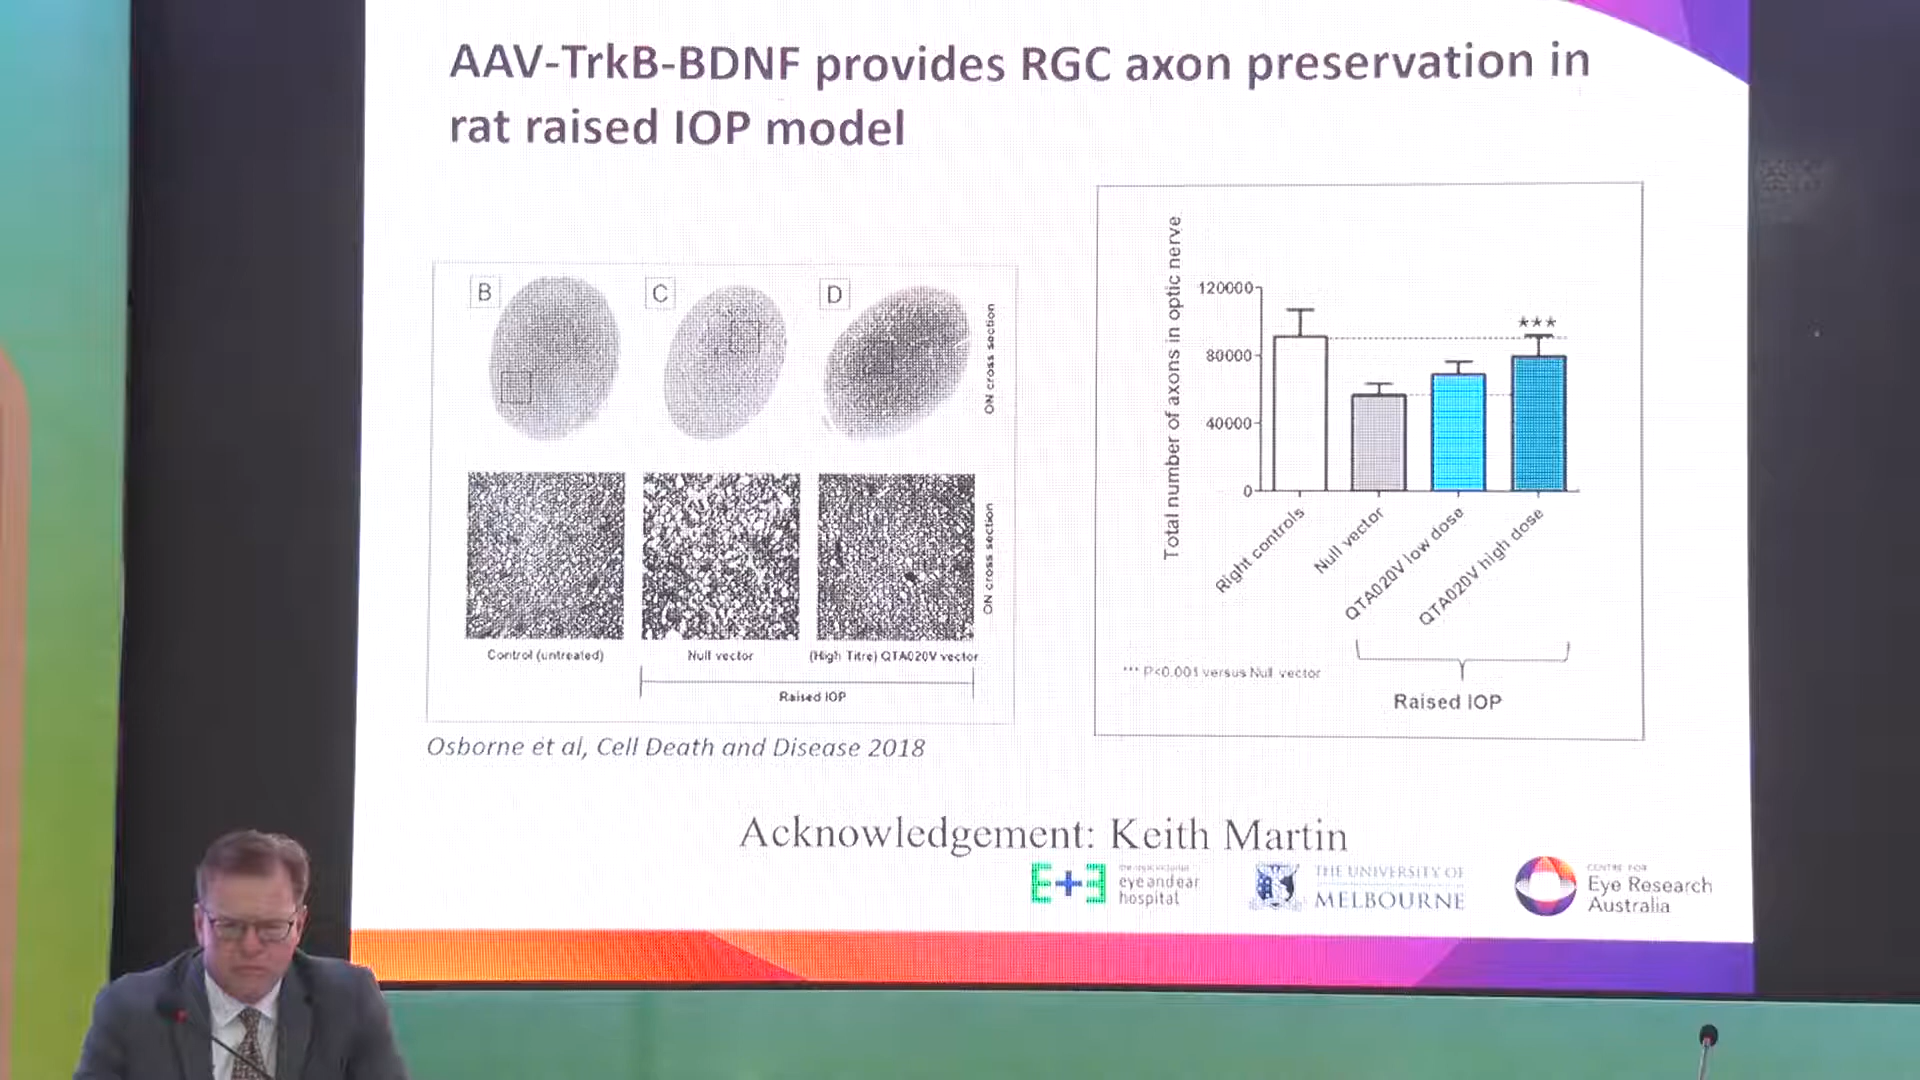 AAV-TrkB-BDNF provides RGC axon preservation in
rat raised IOP model
B
C
D
ON cross section
ON cross section
Control (untreated)
Null vector
(High Titre) QTA020V vector
Raised IOP
Osborne et al, Cell Death and Disease 2018
Total number of axons in optic nerve
120000
80000
40000
0
***
Right controls
Null vector
QTA020V low dose
QTA020V high dose
*** P<0.001 versus Null vector
Raised IOP
Acknowledgement: Keith Martin
eye and ear
hospital
THE UNIVERSITY OF
MELBOURNE
CENTRE FOR
Eye Research
Australia